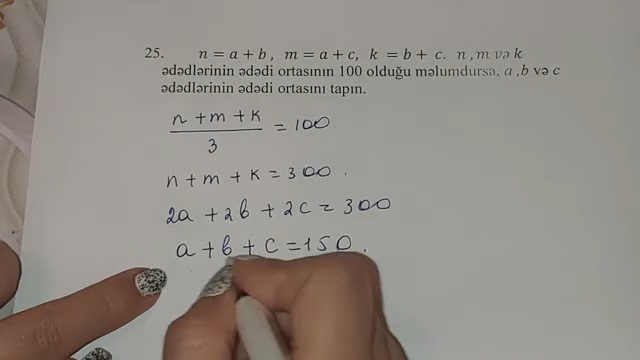 25. n = a + b, m = a + c, k = b + c. n, m və k
ədədlərinin ədədi ortasının 100 olduğu məlumdursa, a, b və c
ədədlərinin ədədi ortasını tapın.
n + m + k / 3 = 100
n + m + k = 300.
2a + 2b + 2c = 300
a + b + c = 150.